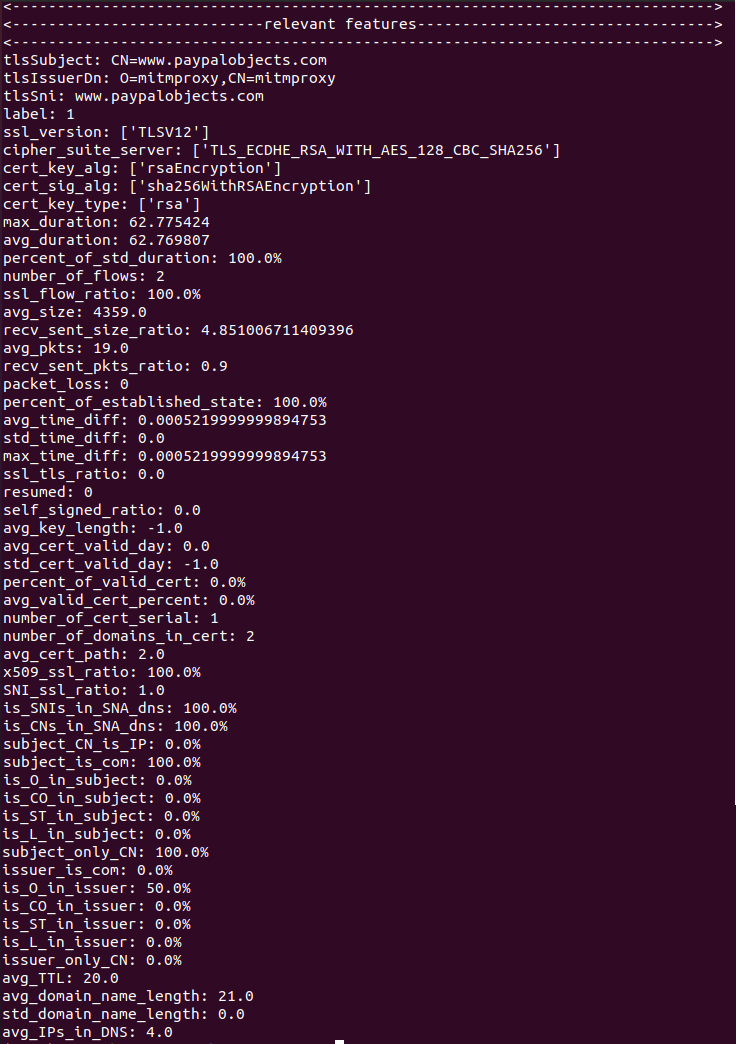 <--------------------------------------------------------------------------------->
<-----------------------------relevant features---------------------------------->
<--------------------------------------------------------------------------------->
tlsSubject: CN=www.paypalobjects.com
tlsIssuerDn: O=mitmproxy,CN=mitmproxy
tlsSni: www.paypalobjects.com
label: 1
ssl_version: ['TLSV12']
cipher_suite_server: ['TLS_ECDHE_RSA_WITH_AES_128_CBC_SHA256']
cert_key_alg: ['rsaEncryption']
cert_sig_alg: ['sha256WithRSAEncryption']
cert_key_type: ['rsa']
max_duration: 62.775424
avg_duration: 62.769807
percent_of_std_duration: 100.0%
number_of_flows: 2
ssl_flow_ratio: 100.0%
avg_size: 4359.0
recv_sent_size_ratio: 4.851006711409396
avg_pkts: 19.0
recv_sent_pkts_ratio: 0.9
packet_loss: 0
percent_of_established_state: 100.0%
avg_time_diff: 0.0005219999999894753
std_time_diff: 0.0
max_time_diff: 0.0005219999999894753
ssl_tls_ratio: 0.0
resumed: 0
self_signed_ratio: 0.0
avg_key_length: -1.0
avg_cert_valid_day: 0.0
std_cert_valid_day: -1.0
percent_of_valid_cert: 0.0%
avg_valid_cert_percent: 0.0%
number_of_cert_serial: 1
number_of_domains_in_cert: 2
avg_cert_path: 2.0
x509_ssl_ratio: 100.0%
SNI_ssl_ratio: 1.0
is_SNIs_in_SNA_dns: 100.0%
is_CNs_in_SNA_dns: 100.0%
subject_CN_is_IP: 0.0%
subject_is_com: 100.0%
is_O_in_subject: 0.0%
is_CO_in_subject: 0.0%
is_ST_in_subject: 0.0%
is_L_in_subject: 0.0%
subject_only_CN: 100.0%
issuer_is_com: 0.0%
is_O_in_issuer: 50.0%
is_CO_in_issuer: 0.0%
is_ST_in_issuer: 0.0%
is_L_in_issuer: 0.0%
issuer_only_CN: 0.0%
avg_TTL: 20.0
avg_domain_name_length: 21.0
std_domain_name_length: 0.0
avg_IPs_in_DNS: 4.0